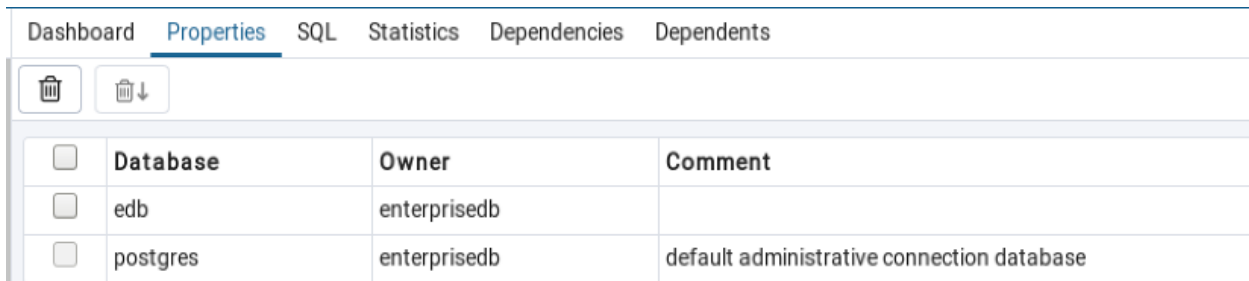 Dashboard Properties SQL Statistics Dependencies Dependents
Database Owner Comment
edb enterprisedb
postgres enterprisedb default administrative connection database